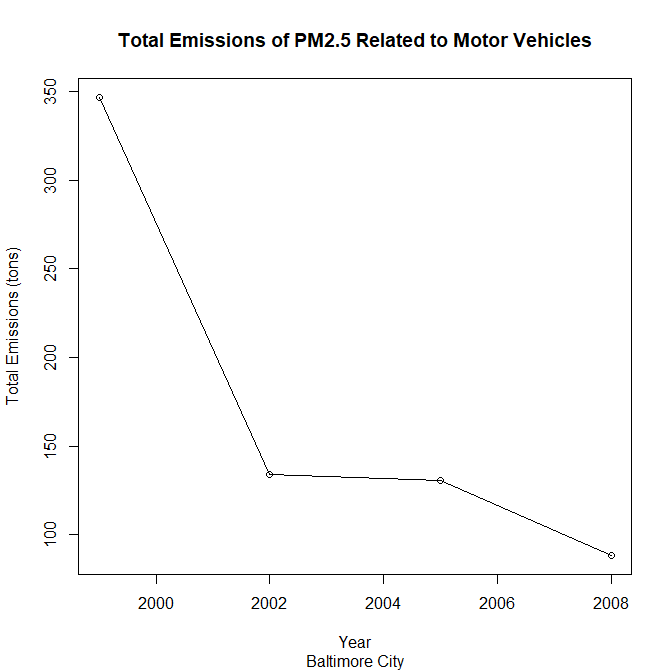 Total Emissions of PM2.5 Related to Motor Vehicles
Total Emissions (tons)
350
300
250
200
150
100
2000 2002 2004 2006 2008
Year
Baltimore City